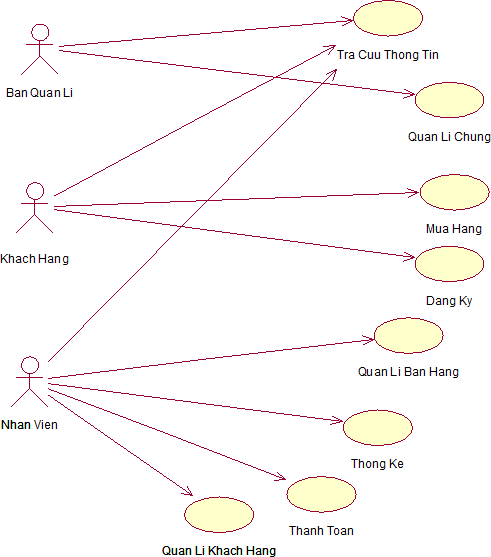 Tra Cuu Thong Tin
Ban Quan Li
Quan Li Chung
Mua Hang
Khach Hang
Dang Ky
Quan Li Ban Hang
Nhan Vien
Thong Ke
Thanh Toan
Quan Li Khach Hang